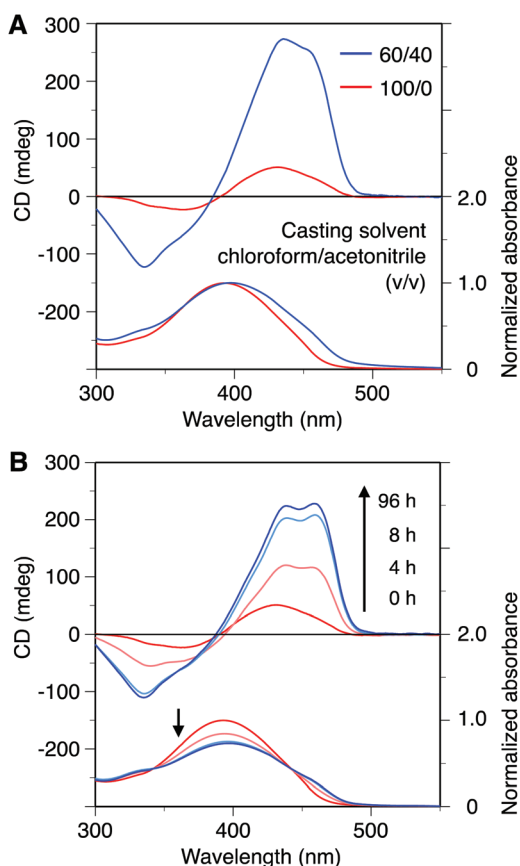 A
300
200
100
0
-100
-200
CD (mdeg)
60/40
100/0
Casting solvent
chloroform/acetonitrile
(v/v)
2.0
1.0
0
Normalized absorbance
300
400
500
Wavelength (nm)
B
300
200
100
0
-100
-200
CD (mdeg)
96 h
8 h
4 h
0 h
2.0
1.0
0
Normalized absorbance
300
400
500
Wavelength (nm)